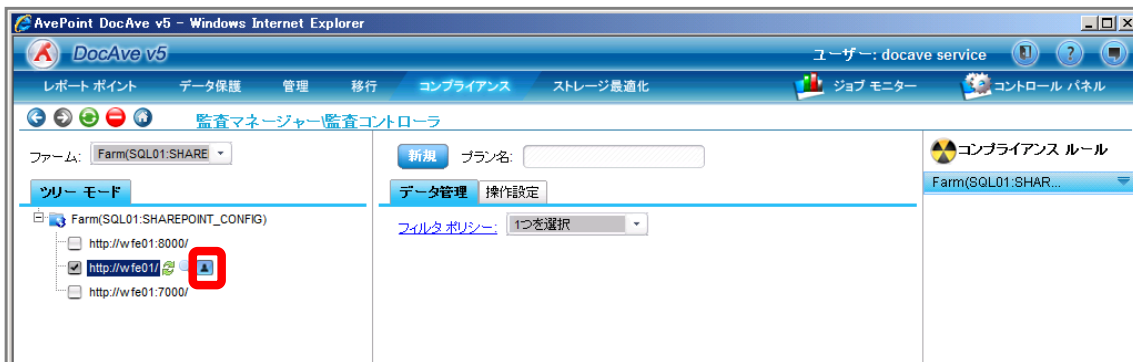 AvePoint DocAve v5 - Windows Internet Explorer
DocAve v5
ユーザー: docave service
レポート ポイント データ保護 管理 移行 コンプライアンス ストレージ最適化 ジョブ モニター コントロール パネル
監査マネージャー\監査コントローラ
ファーム: Farm(SQL01:SHARE
新規 プラン名:
コンプライアンス ルール
ツリー モード
データ管理 操作設定
Farm(SQL01:SHAR...
Farm(SQL01:SHAREPOINT_CONFIG)
フィルタ ポリシー: 1つを選択
http://wfe01:8000/
http://wfe01/
http://wfe01:7000/